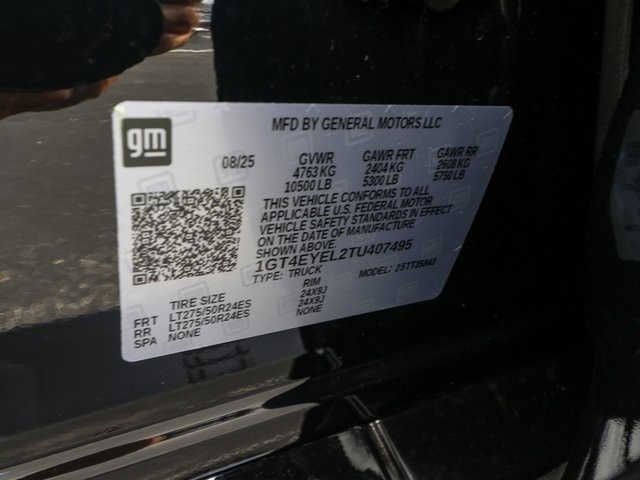 gm
MFD BY GENERAL MOTORS LLC
08/25 GVWR GAWR FRT GAWR RR
4763 KG 2404 KG 2608 KG
10500 LB 5300 LB 5750 LB
THIS VEHICLE CONFORMS TO ALL
APPLICABLE U.S. FEDERAL MOTOR
VEHICLE SAFETY STANDARDS IN EFFECT
ON THE DATE OF MANUFACTURE
SHOWN ABOVE.
1GT4EYEL2TU407495
TYPE: TRUCK MODEL:
TIRE SIZE RIM
FRT LT275/50R24ES 24X9J
RR LT275/50R24ES 24X9J
SPA NONE NONE